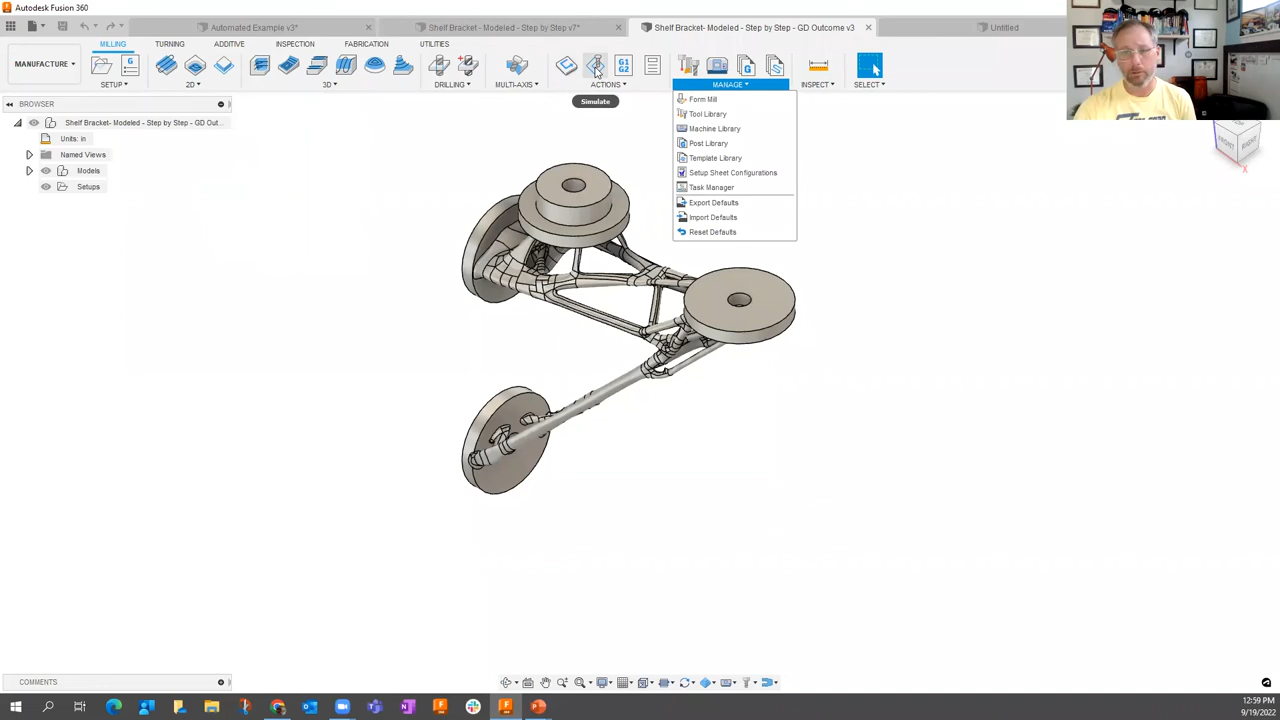 Autodesk Fusion 360
Automated Example v3*
Shelf Bracket - Modeled - Step by Step v7*
Shelf Bracket- Modeled - Step by Step - GD Outcome v3
Untitled
MILLING TURNING ADDITIVE INSPECTION FABRICATION UTILITIES
MANUFACTURE
G1
G2
SETUP 2D 3D DRILLING MULTI-AXIS ACTIONS MANAGE INSPECT SELECT
BROWSER
Simulate
Form Mill
Tool Library
Machine Library
Post Library
Template Library
Setup Sheet Configurations
Task Manager
Export Defaults
Import Defaults
Reset Defaults
Shelf Bracket- Modeled - Step by Step - GD Out...
Units: in
Named Views
Models
Setups
FRONT RIGHT
X
COMMENTS
12:59 PM
9/19/2022